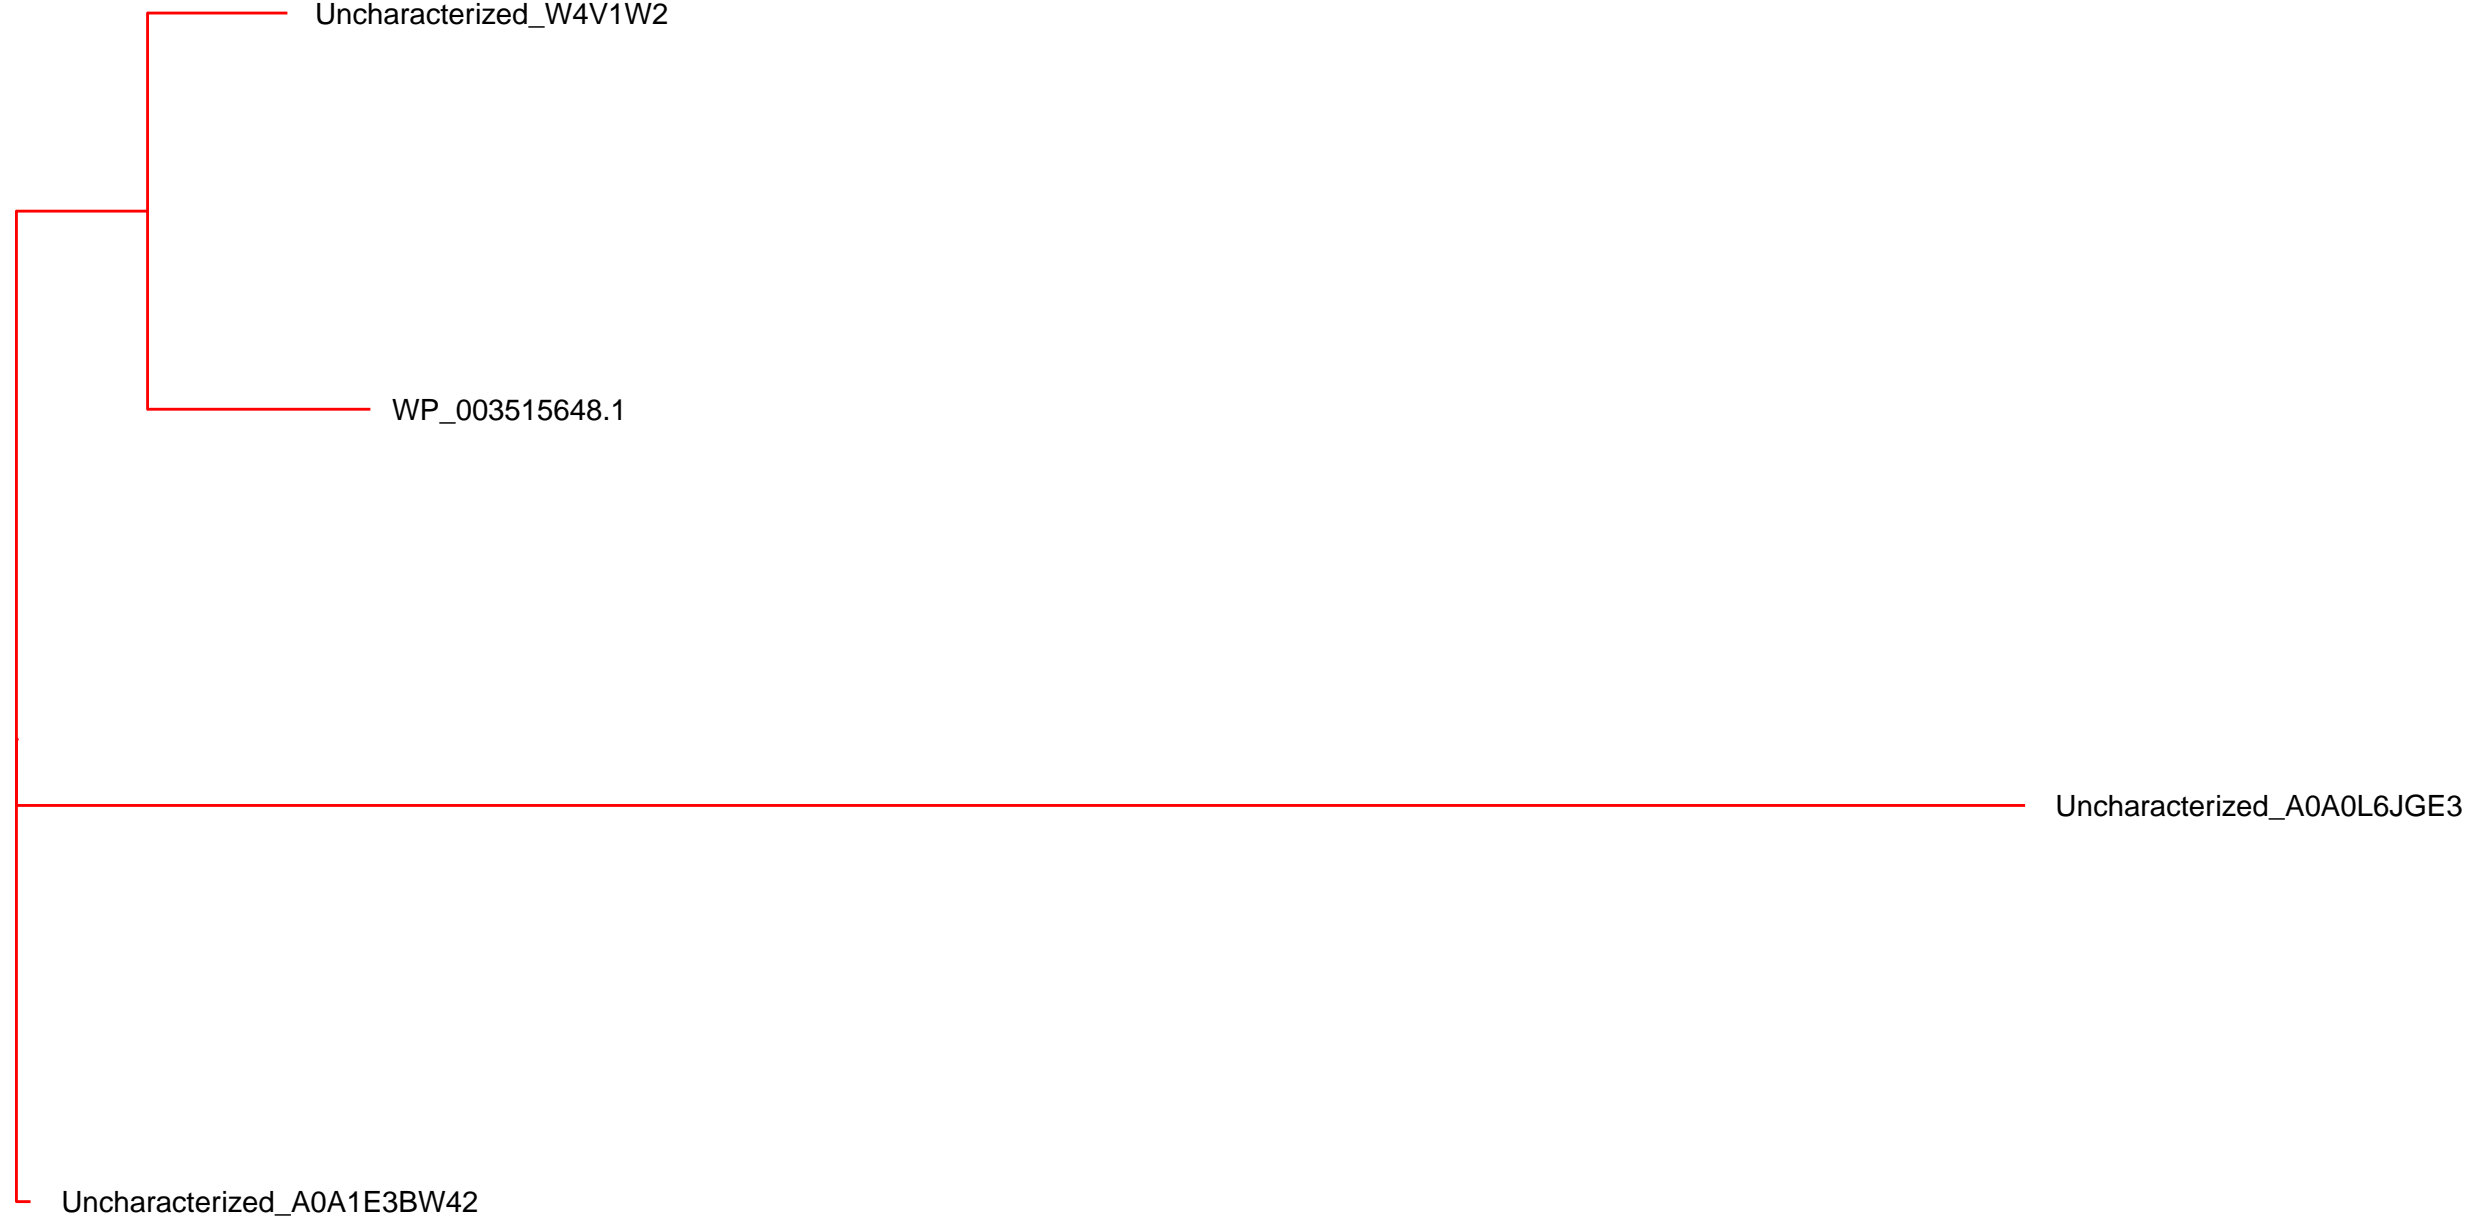 Uncharacterized_W4V1W2
WP_003515648.1
Uncharacterized_A0A0L6JGE3
Uncharacterized_A0A1E3BW42